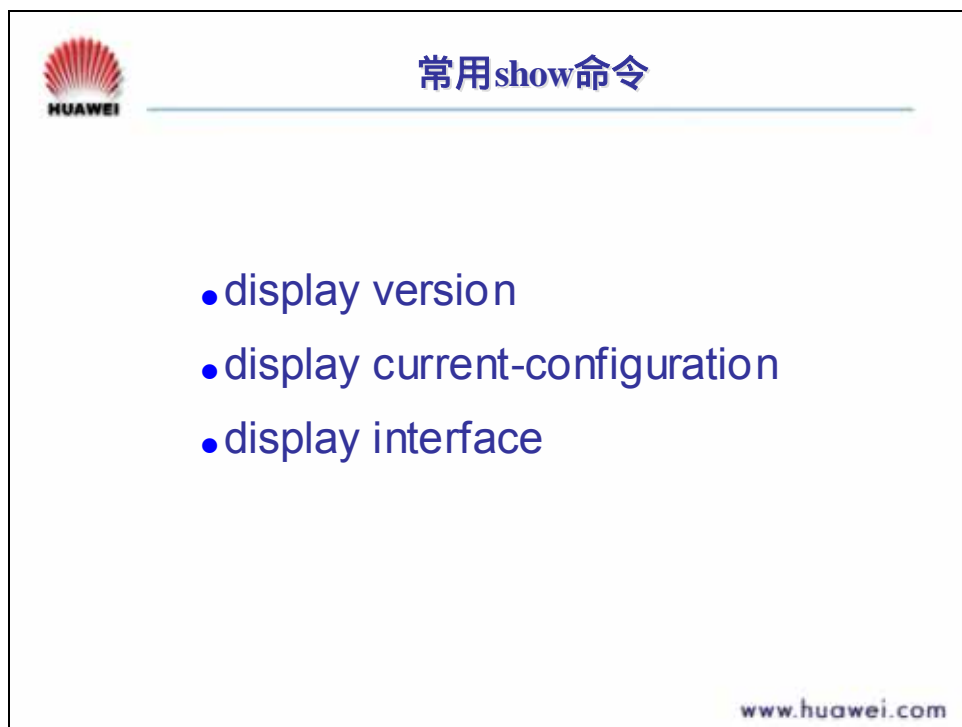 HUAWEI
常用show命令
●display version
●display current-configuration
●display interface
www.huawei.com